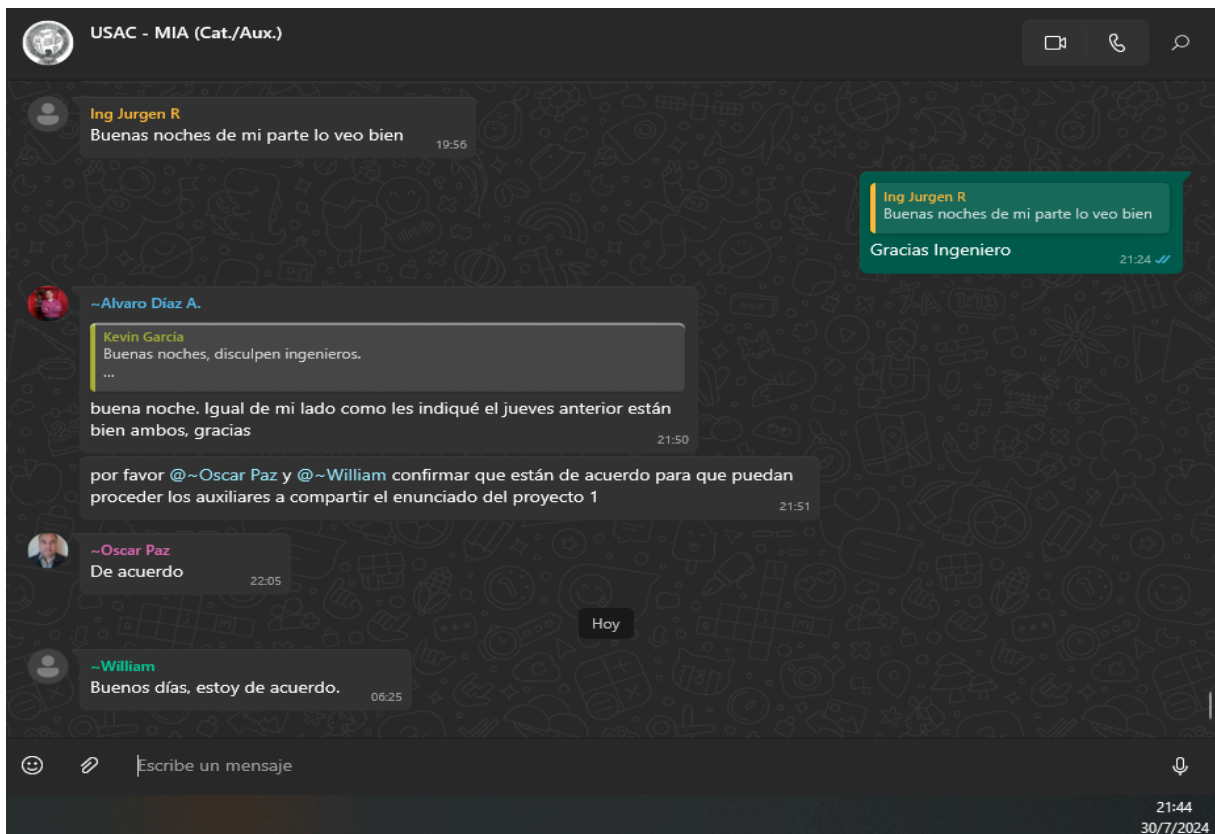 USAC - MIA (Cat./Aux.)
Ing Jurgen R
Buenas noches de mi parte lo veo bien
19:56
Ing Jurgen R
Buenas noches de mi parte lo veo bien
Gracias Ingeniero
21:24
~Alvaro Díaz A.
Kevin Garcia
Buenas noches, disculpen ingenieros.
...
buena noche. Igual de mi lado como les indiqué el jueves anterior están
bien ambos, gracias
21:50
por favor @~Oscar Paz y @~William confirmar que están de acuerdo para que puedan
proceder los auxiliares a compartir el enunciado del proyecto 1
21:51
~Oscar Paz
De acuerdo
22:05
Hoy
~William
Buenos días, estoy de acuerdo.
06:25
Escribe un mensaje
21:44
30/7/2024